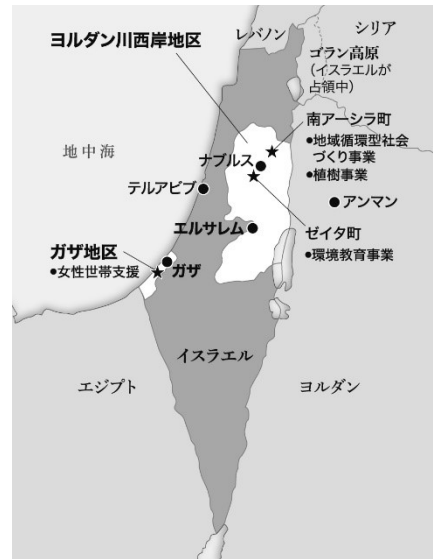 レバノン
シリア
ヨルダン川西岸地区
ゴラン高原
(イスラエルが
占領中)
南アーシラ町
●地域循環型社会
づくり事業
●植樹事業
地中海
ナブルス
テルアビブ
アンマン
エルサレム
ゼイタ町
●環境教育事業
ガザ地区
●女性世帯支援
ガザ
イスラエル
エジプト
ヨルダン